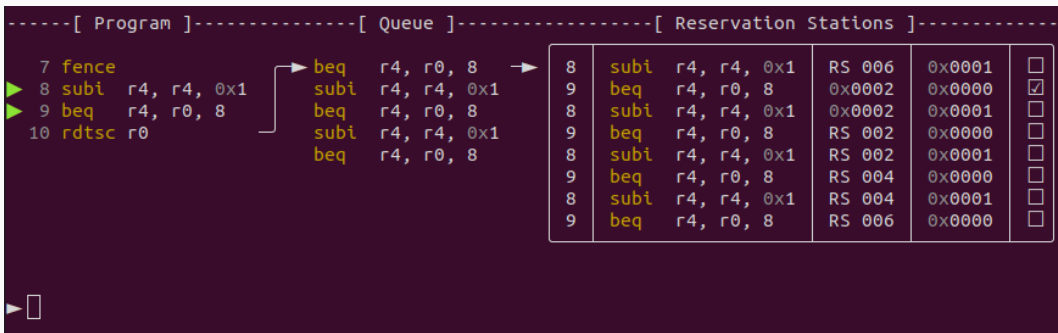 ------[ Program ]---------------[ Queue ]------------------[ Reservation Stations ]-------------
7 fence beq r4, r0, 8 8 subi r4, r4, 0x1 RS 006 0x0001 ☐
▶ 8 subi r4, r4, 0x1 subi r4, r4, 0x1 9 beq r4, r0, 8 0x0002 0x0000 ☑
▶ 9 beq r4, r0, 8 beq r4, r0, 8 8 subi r4, r4, 0x1 0x0002 0x0001 ☐
10 rdtsc r0 subi r4, r4, 0x1 9 beq r4, r0, 8 RS 002 0x0000 ☐
beq r4, r0, 8 8 subi r4, r4, 0x1 RS 002 0x0001 ☐
9 beq r4, r0, 8 RS 004 0x0000 ☐
8 subi r4, r4, 0x1 RS 004 0x0001 ☐
9 beq r4, r0, 8 RS 006 0x0000 ☐